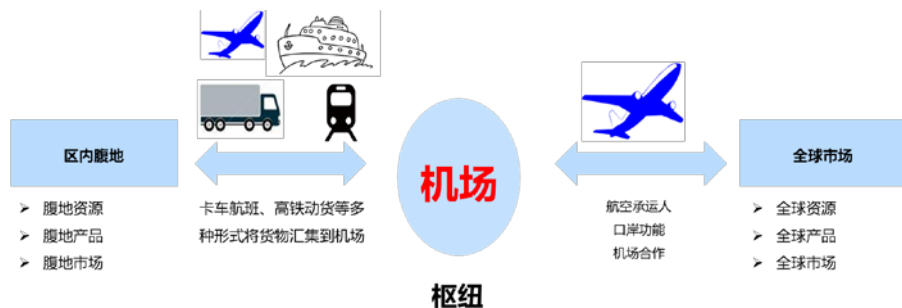 区内腹地
➢ 腹地资源
➢ 腹地产品
➢ 腹地市场
卡车航班、高铁动货等多
种形式将货物汇集到机场
机场
枢纽
航空承运人
口岸功能
机场合作
全球市场
➢ 全球资源
➢ 全球产品
➢ 全球市场